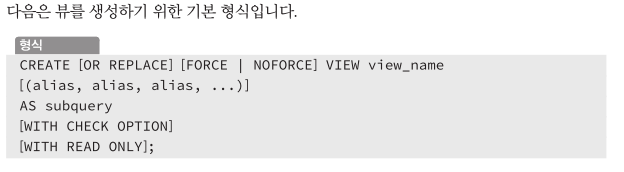 다음은 뷰를 생성하기 위한 기본 형식입니다.
형식
CREATE [OR REPLACE] [FORCE | NOFORCE] VIEW view_name
[(alias, alias, alias, ...)]
AS subquery
[WITH CHECK OPTION]
[WITH READ ONLY];